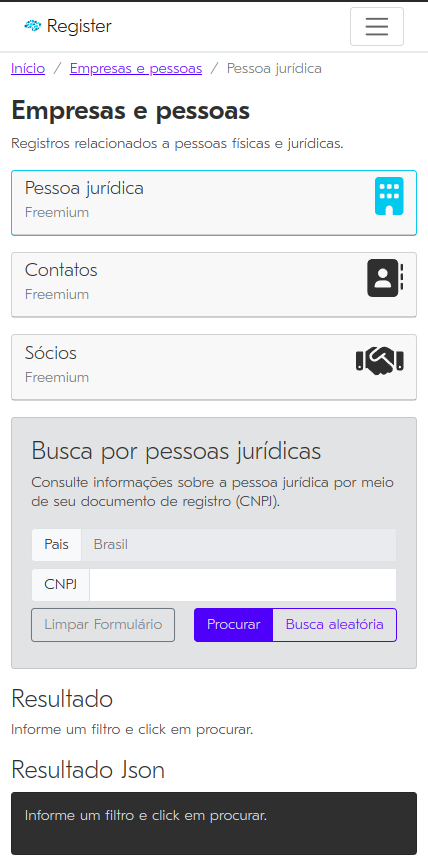 Register
Início / Empresas e pessoas / Pessoa jurídica
Empresas e pessoas
Registros relacionados a pessoas físicas e jurídicas.
Pessoa jurídica
Freemium
Contatos
Freemium
Sócios
Freemium
Busca por pessoas jurídicas
Consulte informações sobre a pessoa jurídica por meio
de seu documento de registro (CNPJ).
Pais Brasil
CNPJ
Limpar Formulário Procurar Busca aleatória
Resultado
Informe um filtro e click em procurar.
Resultado Json
Informe um filtro e click em procurar.